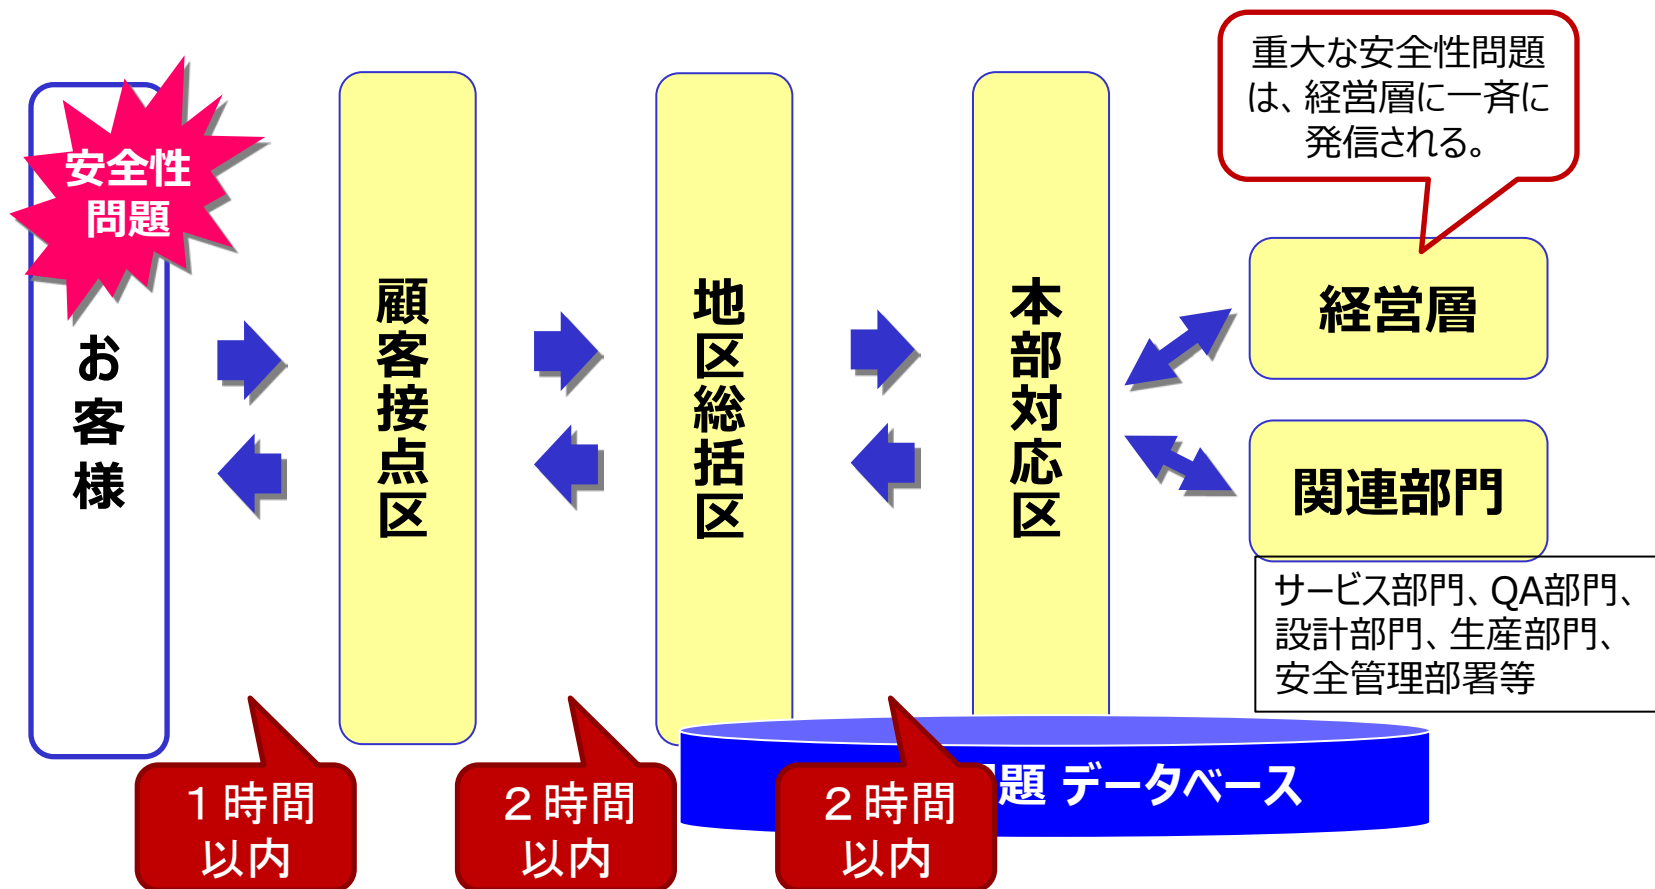 重大な安全性問題
は、経営層に一斉に
発信される。
安全性
問題
お客様
顧客接点区
地区総括区
本部対応区
経営層
関連部門
サービス部門、QA部門、
設計部門、生産部門、
安全管理部署等
題 データベース
１時間
以内
２時間
以内
２時間
以内